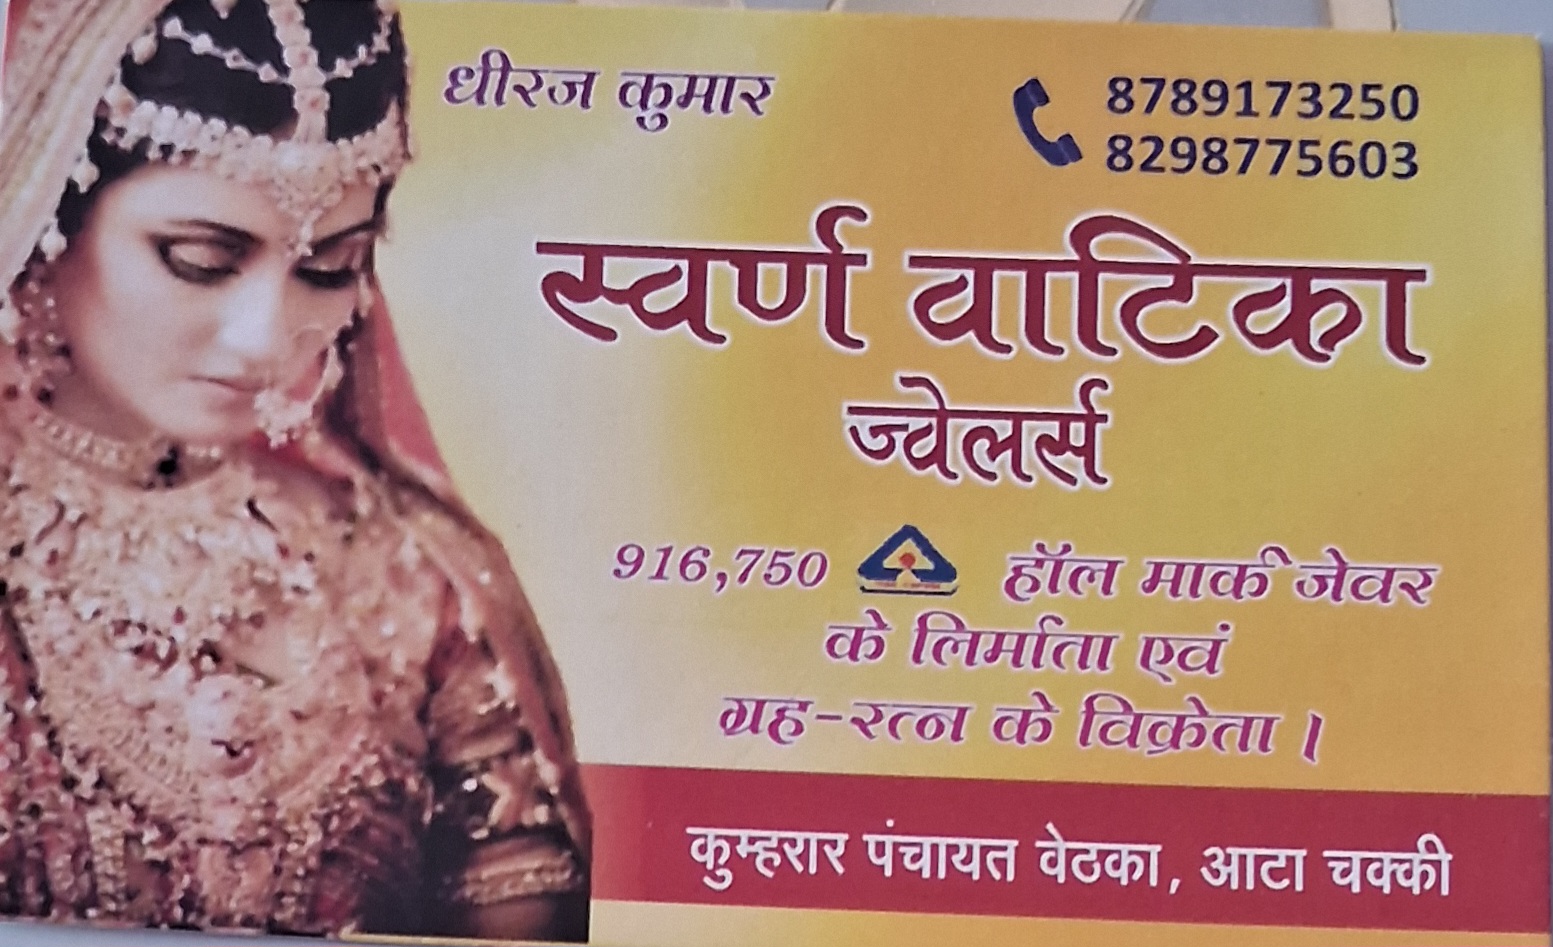 धीरज कुमार
8789173250
8298775603
स्वर्ण वाटिका
ज्वेलर्स
916,750 हॉल मार्क जेवर
के लिर्माता एवं
ग्रह-रत्न के विक्रेता।
कुम्हरार पंचायत वेठका, आटा चक्की